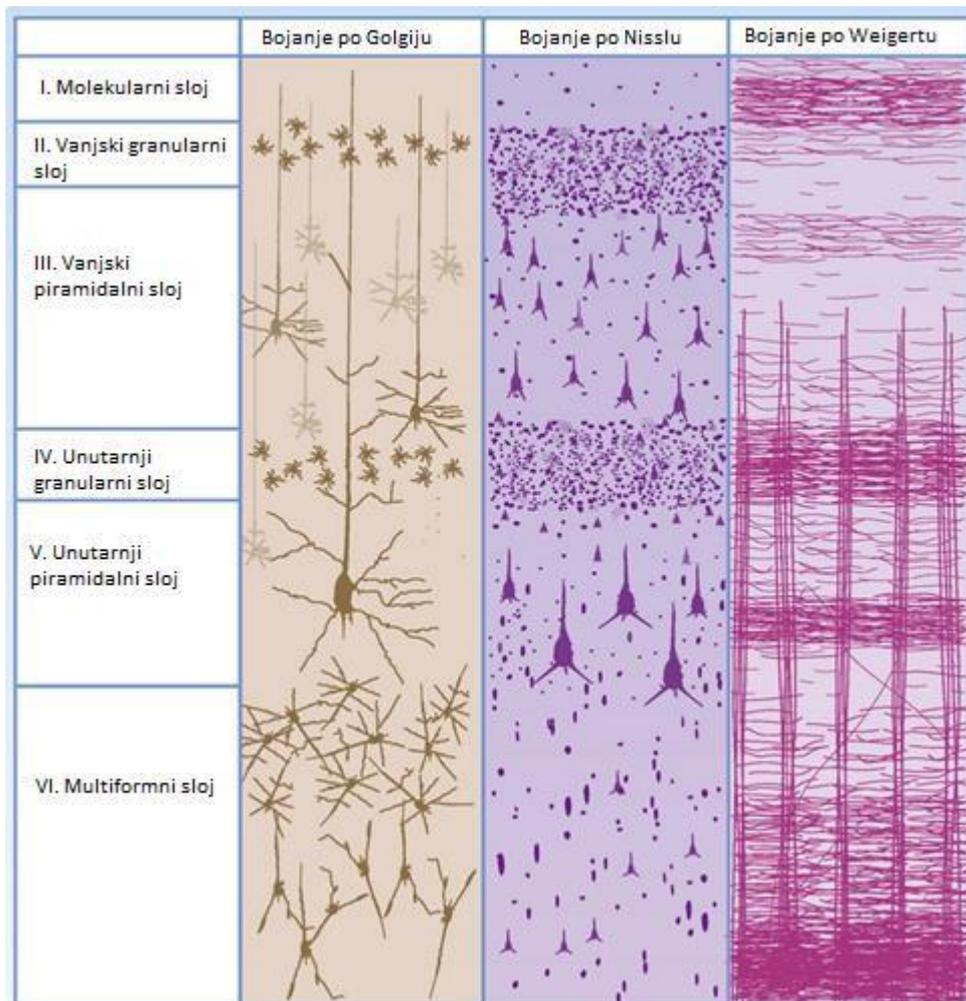 Bojanje po Golgiju
Bojanje po Nisslu
Bojanje po Weigertu
I. Molekularni sloj
II. Vanjski granularni
sloj
III. Vanjski
piramidalni sloj
IV. Unutarnji
granularni sloj
V. Unutarnji
piramidalni sloj
VI. Multiformni sloj